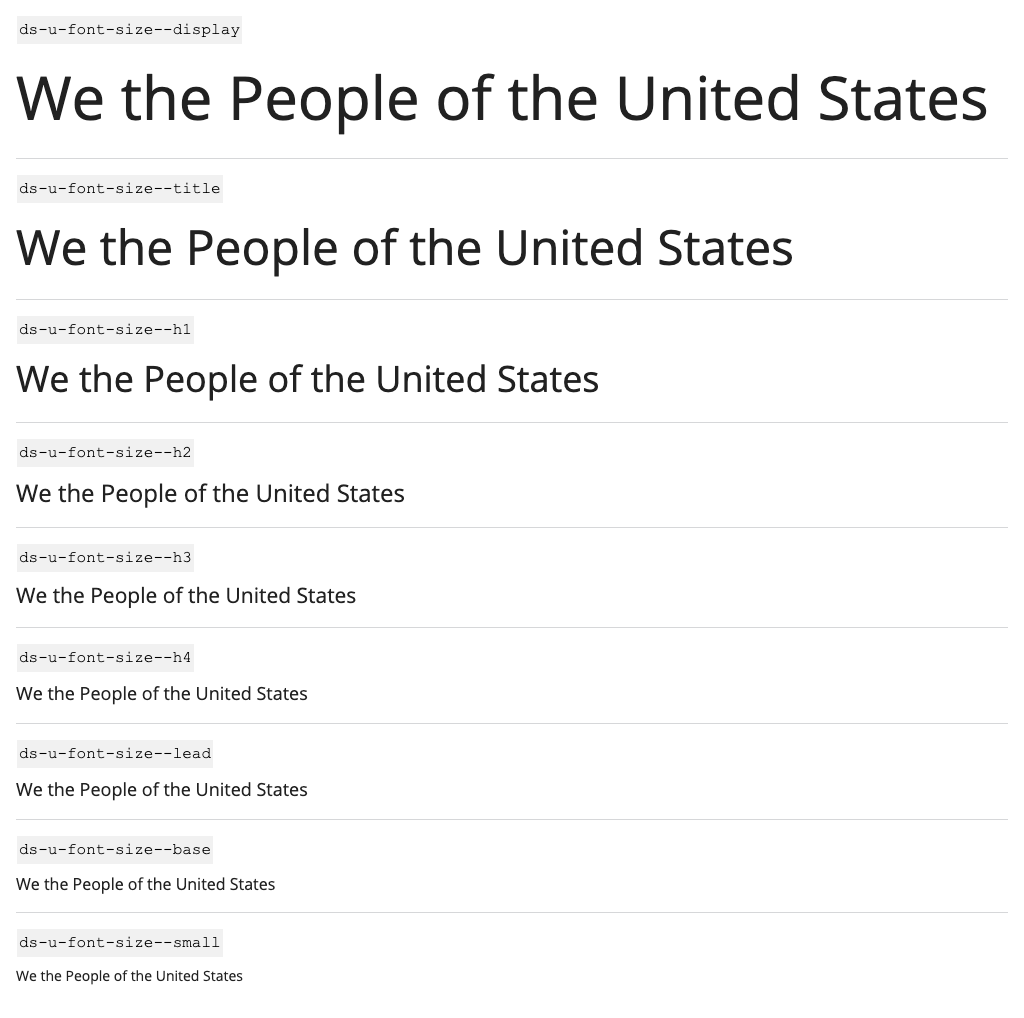 ds-u-font-size--display
We the People of the United States
ds-u-font-size--title
We the People of the United States
ds-u-font-size--h1
We the People of the United States
ds-u-font-size--h2
We the People of the United States
ds-u-font-size--h3
We the People of the United States
ds-u-font-size--h4
We the People of the United States
ds-u-font-size--lead
We the People of the United States
ds-u-font-size--base
We the People of the United States
ds-u-font-size--small
We the People of the United States